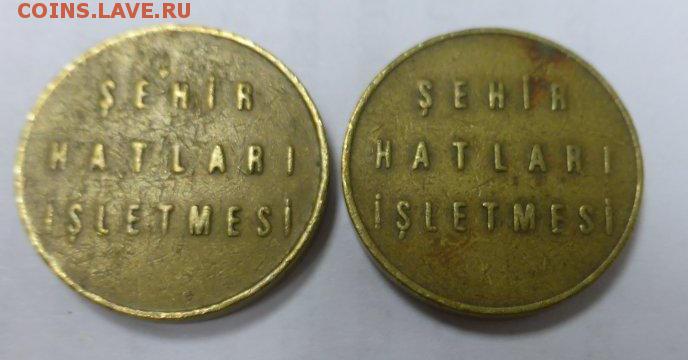 COINS.LAVE.RU
ŞEHİR
HATLARI
İŞLETMESİ
ŞEHİR
HATLARI
İŞLETMESİ